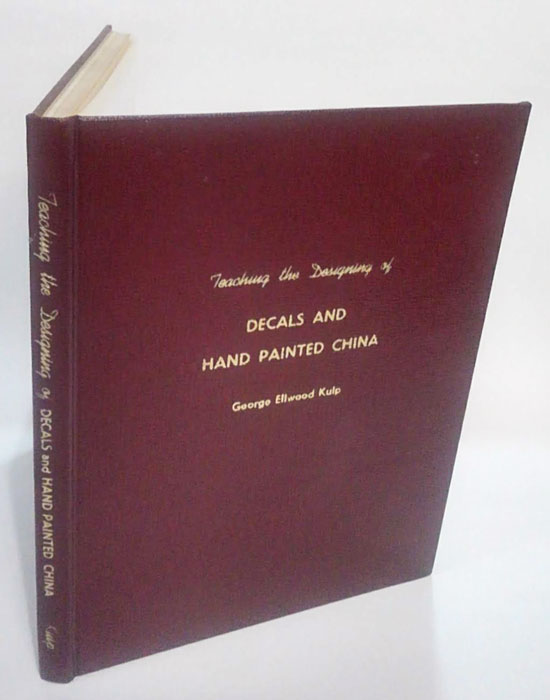 Teaching the Designing of
DECALS AND
HAND PAINTED CHINA
George Ellwood Kulp
Teaching the Designing of DECALS and HAND PAINTED CHINA Kulp